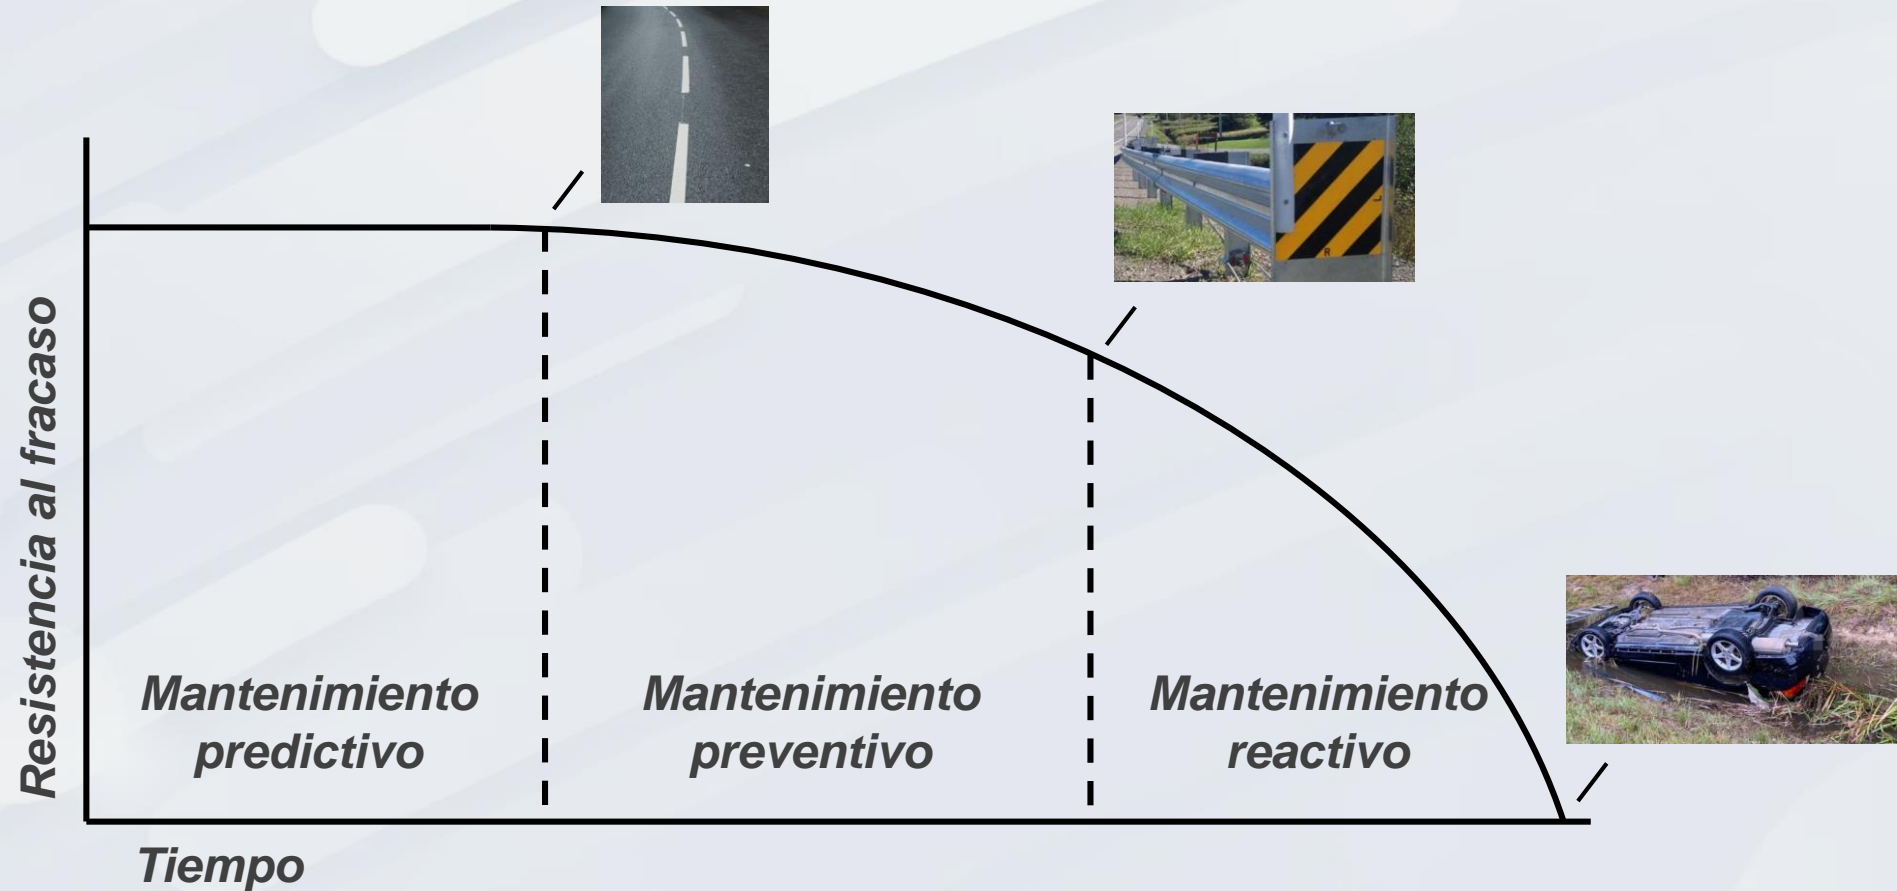 Resistencia al fracaso
Mantenimiento
predictivo
Mantenimiento
preventivo
Mantenimiento
reactivo
Tiempo
R